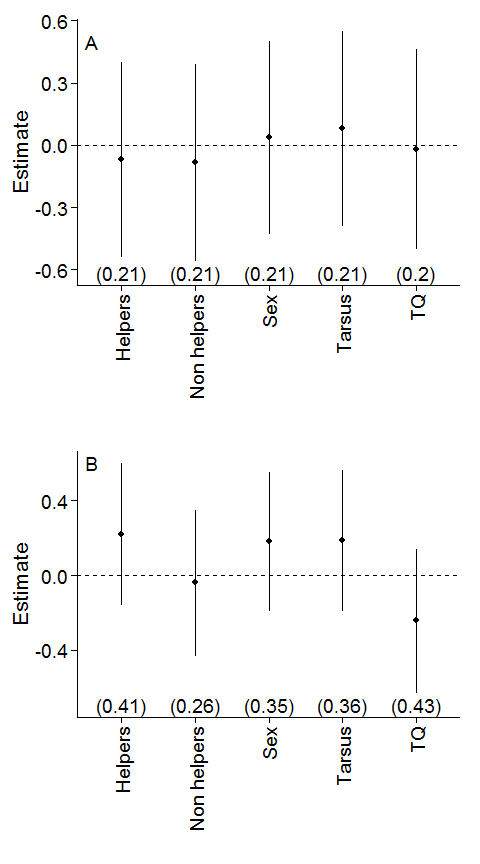 A
0.6
0.3
0.0
-0.3
-0.6
Estimate
(0.21) (0.21) (0.21) (0.21) (0.2)
Helpers
Non helpers
Sex
Tarsus
TQ
B
0.4
0.0
-0.4
Estimate
(0.41) (0.26) (0.35) (0.36) (0.43)
Helpers
Non helpers
Sex
Tarsus
TQ